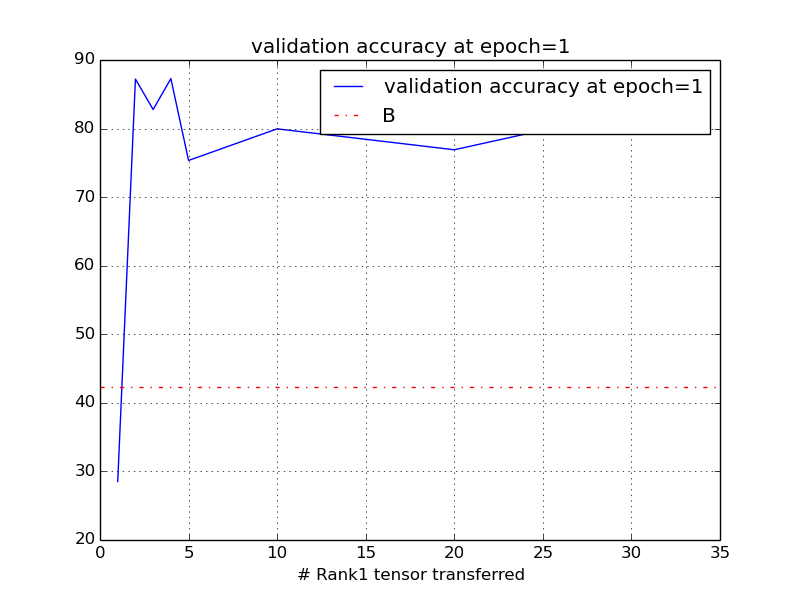 validation accuracy at epoch=1
90
80
70
60
50
40
30
20
validation accuracy at epoch=1
B
0 5 10 15 20 25 30 35
# Rank1 tensor transferred